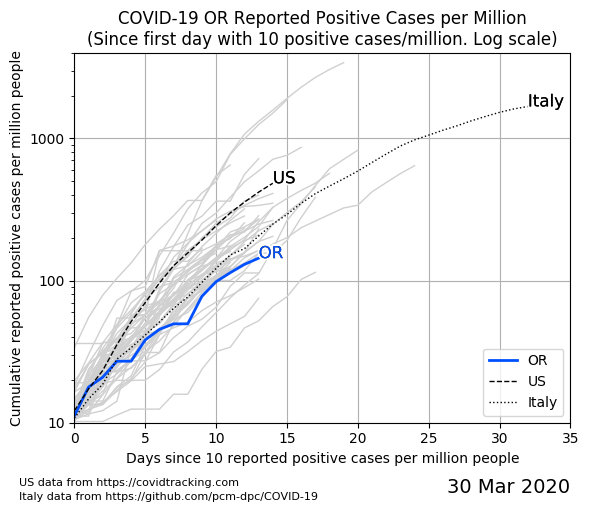 COVID-19 OR Reported Positive Cases per Million
(Since first day with 10 positive cases/million. Log scale)
Cumulative reported positive cases per million people
1000
100
10
Italy
US
OR
OR
US
Italy
0 5 10 15 20 25 30 35
Days since 10 reported positive cases per million people
US data from https://covidtracking.com
Italy data from https://github.com/pcm-dpc/COVID-19
30 Mar 2020